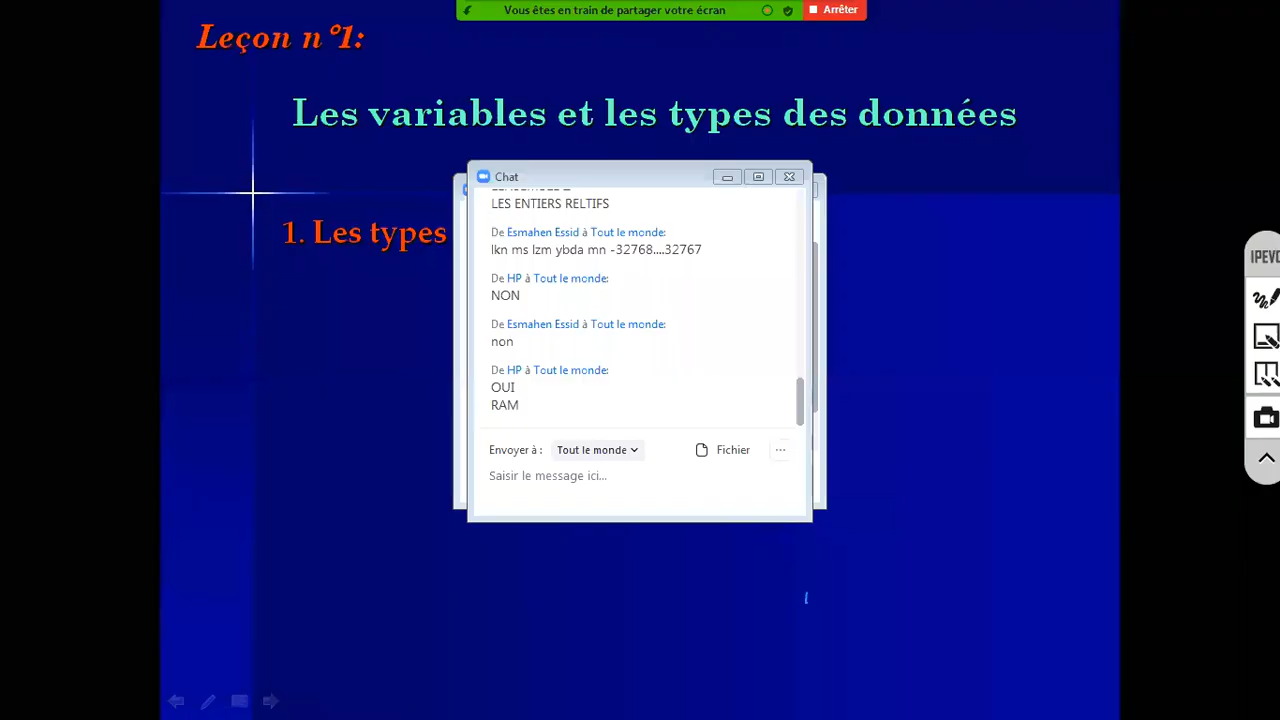 Vous êtes en train de partager votre écran
Arrêter
Leçon n°1:
Les variables et les types des données
1. Les types
Chat
LES ENTIERS RELTIFS
De Esmahen Essid à Tout le monde:
lkn ms lzm ybda mn -32768....32767
De HP à Tout le monde:
NON
De Esmahen Essid à Tout le monde:
non
De HP à Tout le monde:
OUI
RAM
Envoyer à :
Tout le monde
Fichier
...
Saisir le message ici...